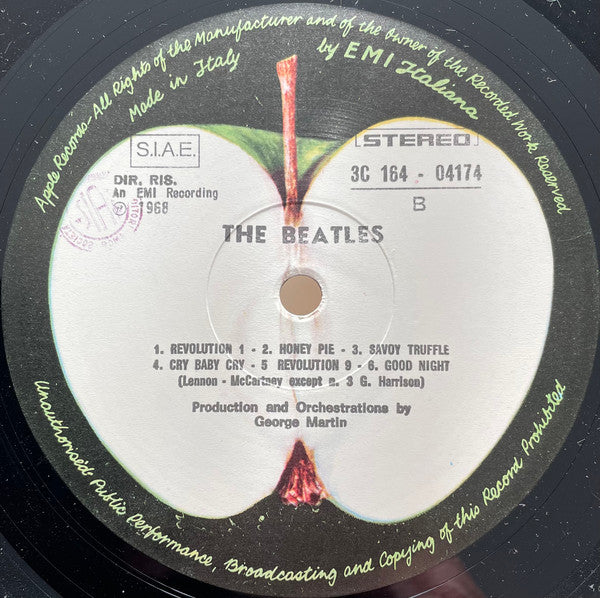 Apple Records - All Rights of the Manufacturer and of the Owner of the Recorded Work Reserved
Made in Italy
by EMI Italiana
S.I.A.E.
STEREO
DIR. RIS.
An EMI Recording
Ⓟ 1968
3C 164 - 04174
B
THE BEATLES
1. REVOLUTION 1 - 2. HONEY PIE - 3. SAVOY TRUFFLE
4. CRY BABY CRY - 5 REVOLUTION 9 - 6. GOOD NIGHT
(Lennon - McCartney except n. 3 G. Harrison)
Production and Orchestrations by
George Martin
Unauthorised Public Performance, Broadcasting and Copying of this Record Prohibited